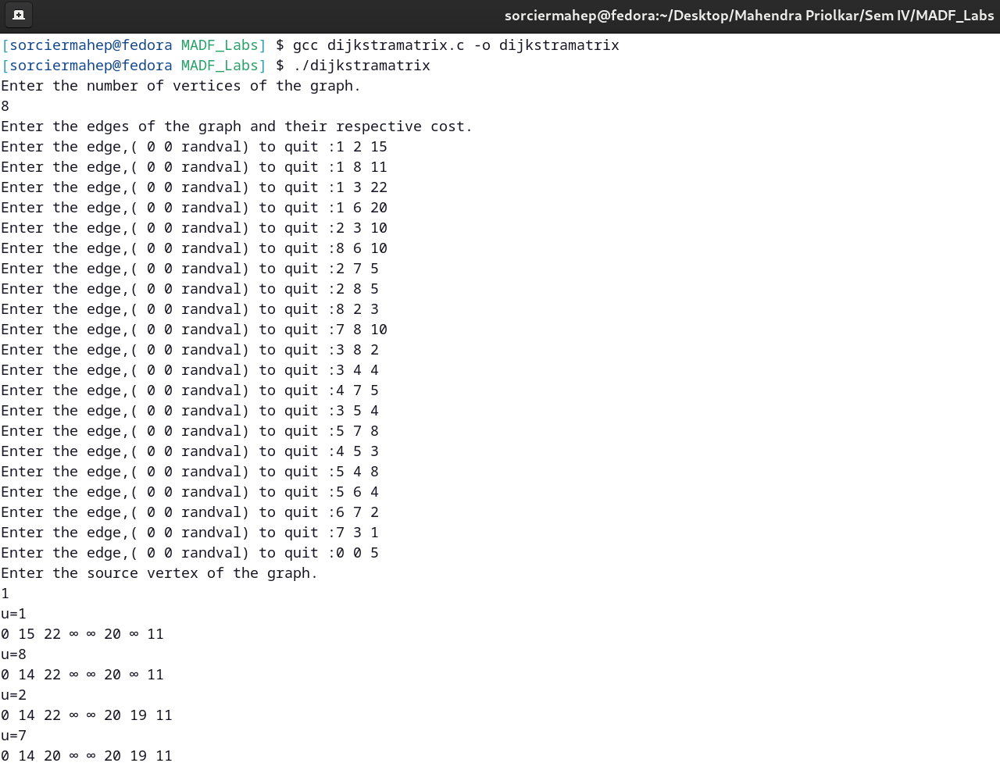 sorciermahep@fedora:~/Desktop/Mahendra Priolkar/Sem IV/MADF_Labs
[sorciermahep@fedora MADF_Labs] $ gcc dijkstramatrix.c -o dijkstramatrix
[sorciermahep@fedora MADF_Labs] $ ./dijkstramatrix
Enter the number of vertices of the graph.
8
Enter the edges of the graph and their respective cost.
Enter the edge,( 0 0 randval) to quit :1 2 15
Enter the edge,( 0 0 randval) to quit :1 8 11
Enter the edge,( 0 0 randval) to quit :1 3 22
Enter the edge,( 0 0 randval) to quit :1 6 20
Enter the edge,( 0 0 randval) to quit :2 3 10
Enter the edge,( 0 0 randval) to quit :8 6 10
Enter the edge,( 0 0 randval) to quit :2 7 5
Enter the edge,( 0 0 randval) to quit :2 8 5
Enter the edge,( 0 0 randval) to quit :8 2 3
Enter the edge,( 0 0 randval) to quit :7 8 10
Enter the edge,( 0 0 randval) to quit :3 8 2
Enter the edge,( 0 0 randval) to quit :3 4 4
Enter the edge,( 0 0 randval) to quit :4 7 5
Enter the edge,( 0 0 randval) to quit :3 5 4
Enter the edge,( 0 0 randval) to quit :5 7 8
Enter the edge,( 0 0 randval) to quit :4 5 3
Enter the edge,( 0 0 randval) to quit :5 4 8
Enter the edge,( 0 0 randval) to quit :5 6 4
Enter the edge,( 0 0 randval) to quit :6 7 2
Enter the edge,( 0 0 randval) to quit :7 3 1
Enter the edge,( 0 0 randval) to quit :0 0 5
Enter the source vertex of the graph.
1
u=1
0 15 22 ∞ ∞ 20 ∞ 11
u=8
0 14 22 ∞ ∞ 20 ∞ 11
u=2
0 14 22 ∞ ∞ 20 19 11
u=7
0 14 20 ∞ ∞ 20 19 11